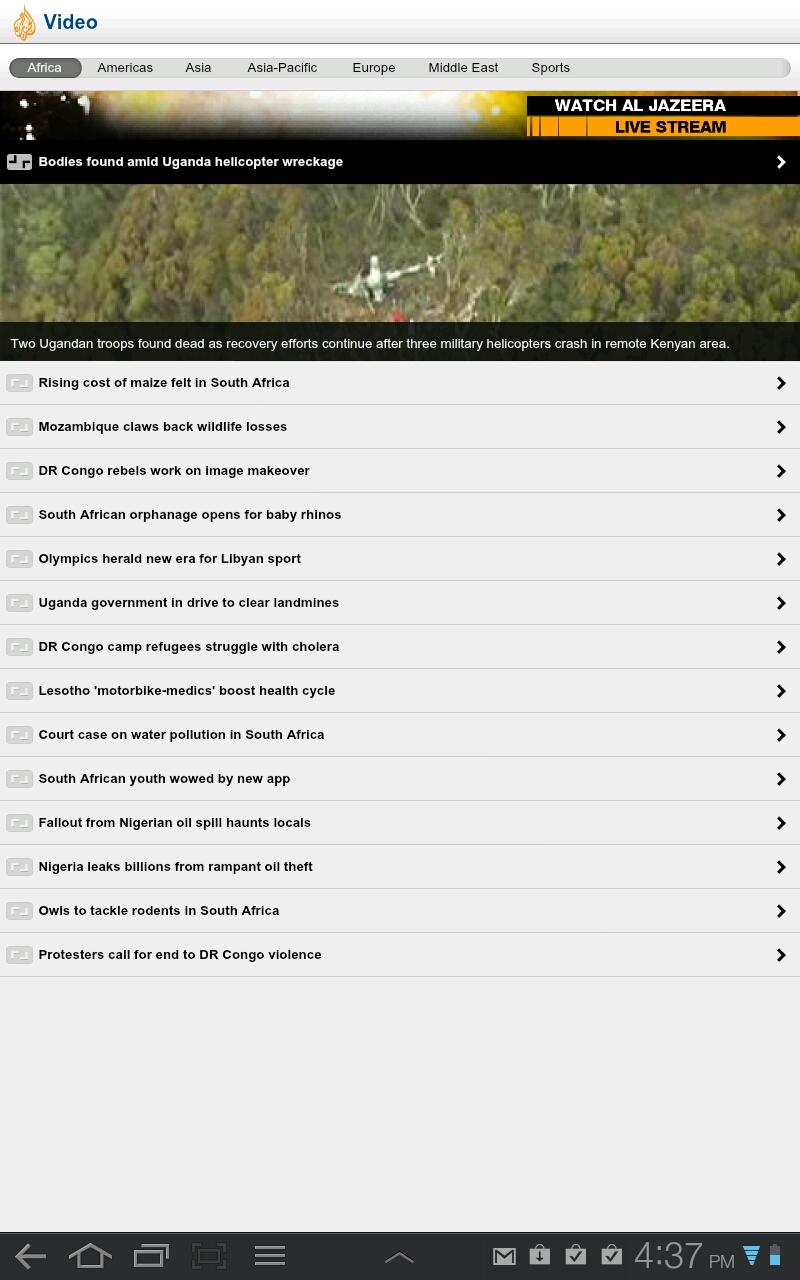 Video
Africa Americas Asia Asia-Pacific Europe Middle East Sports
WATCH AL JAZEERA
LIVE STREAM
Bodies found amid Uganda helicopter wreckage
Two Ugandan troops found dead as recovery efforts continue after three military helicopters crash in remote Kenyan area.
Rising cost of maize felt in South Africa
Mozambique claws back wildlife losses
DR Congo rebels work on image makeover
South African orphanage opens for baby rhinos
Olympics herald new era for Libyan sport
Uganda government in drive to clear landmines
DR Congo camp refugees struggle with cholera
Lesotho 'motorbike-medics' boost health cycle
Court case on water pollution in South Africa
South African youth wowed by new app
Fallout from Nigerian oil spill haunts locals
Nigeria leaks billions from rampant oil theft
Owls to tackle rodents in South Africa
Protesters call for end to DR Congo violence
4:37 PM